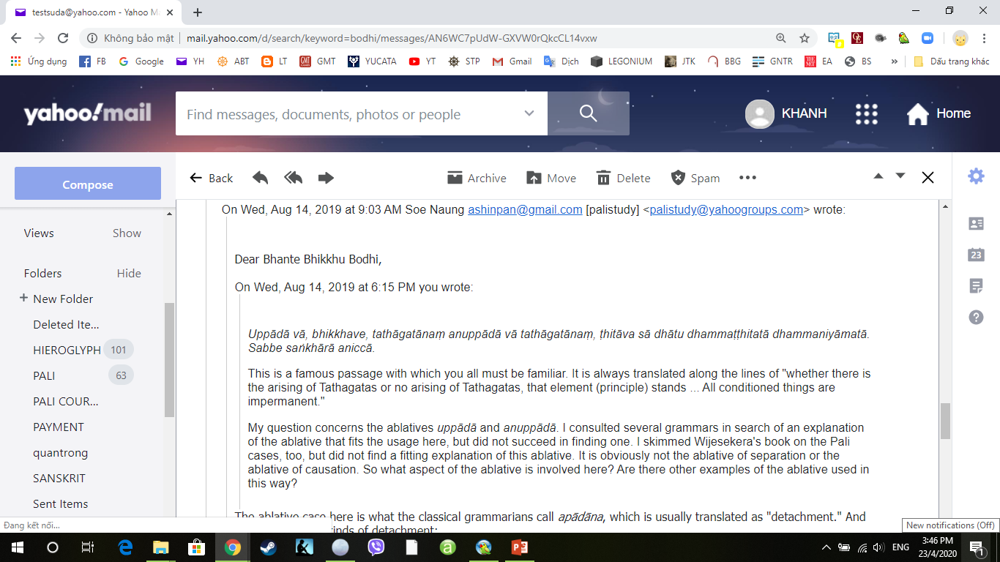 testsuda@yahoo.com - Yahoo M
Không bảo mật
mail.yahoo.com/d/search/keyword=bodhi/messages/AN6WC7pUdW-GXVW0rQkcCL14vxw
Ứng dụng FB Google YH ABT LT GMT YUCATA YT STP Gmail Dịch LEGONIUM JTK BBG GNTR EA BS » Dấu trang khác
yahoo!mail
Find messages, documents, photos or people
KHANH
Home
Compose
Back Archive Move Delete Spam
Views Show
Folders Hide
+ New Folder
Deleted Ite...
HIEROGLYPH 101
PALI 63
PALI COUR...
PAYMENT
quantrong
SANSKRIT
Sent Items
23
On Wed, Aug 14, 2019 at 9:03 AM Soe Naung ashinpan@gmail.com [palistudy] <palistudy@yahoogroups.com> wrote:
Dear Bhante Bhikkhu Bodhi,
On Wed, Aug 14, 2019 at 6:15 PM you wrote:
Uppādā vā, bhikkhave, tathāgatānaṃ anuppādā vā tathāgatānaṃ, ṭhitāva sā dhātu dhammaṭṭhitatā dhammaniyāmatā.
Sabbe saṅkhārā aniccā.
This is a famous passage with which you all must be familiar. It is always translated along the lines of "whether there is
the arising of Tathagatas or no arising of Tathagatas, that element (principle) stands ... All conditioned things are
impermanent."
My question concerns the ablatives uppādā and anuppādā. I consulted several grammars in search of an explanation
of the ablative that fits the usage here, but did not succeed in finding one. I skimmed Wijesekera's book on the Pali
cases, too, but did not find a fitting explanation of this ablative. It is obviously not the ablative of separation or the
ablative of causation. So what aspect of the ablative is involved here? Are there other examples of the ablative used in
this way?
The ablative case here is what the classical grammarians call apādāna, which is usually translated as "detachment." And
kinds of detachment:
Đang kết nối...
New notifications (Off)
ENG
3:46 PM
23/4/2020
1